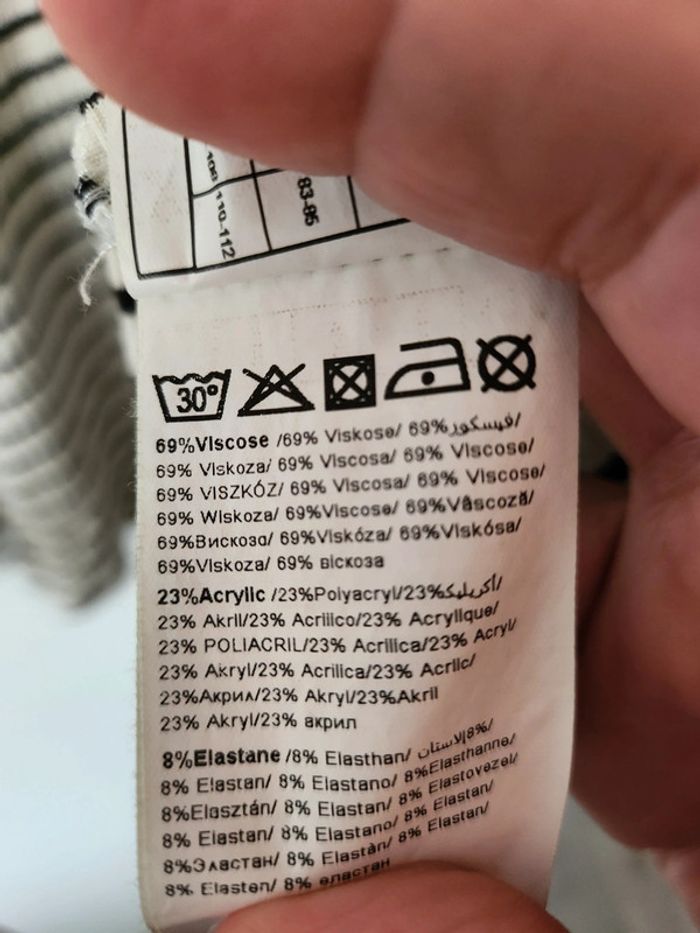 110-112
83-85
30°
69%Viscose /69% Viskose/ 69%فيسكوز/
69% Viskoza/ 69% Viscosa/ 69% Viscose/
69% VISZKÓZ/ 69% Viscosa/ 69% Viscose/
69% Wiskoza/ 69%Viscose/ 69%Vâscoză/
69%Вискоза/ 69%Viskóza/ 69%Viskósa/
69%Viskoza/ 69% віскоза
23%Acrylic /23%Polyacryl/23%أكريليك/
23% Akril/23% Acrilico/23% Acrylique/
23% POLIACRIL/23% Acrilica/23% Acryl/
23% Akryl/23% Acrilica/23% Acrilic/
23%Акрил/23% Akryl/23%Akril
23% Akryl/23% акрил
8%Elastane /8% Elasthan/ الاستان8%/
8% Elastan/ 8% Elastano/ 8%Elasthanne/
8%Elasztán/ 8% Elastan/ 8% Elastovezel/
8% Elastan/ 8% Elastano/ 8% Elastan/
8%Эластан/ 8% Elastàn/ 8% Elastan/
8% Elasten/ 8% еластан